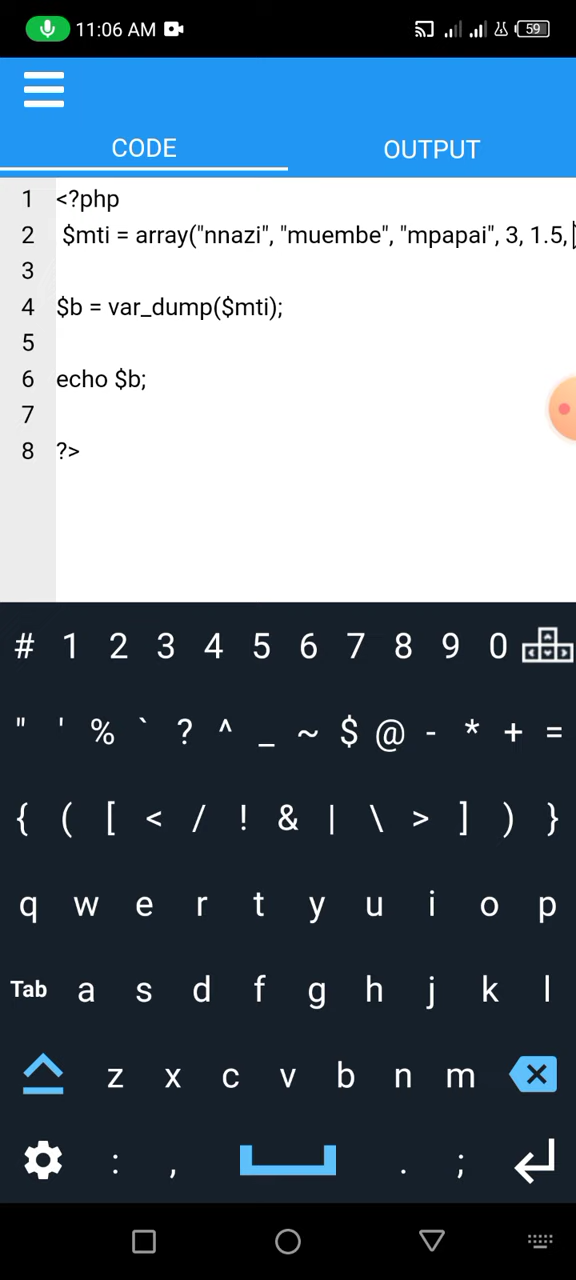 11:06 AM 59
CODE OUTPUT
1 <?php
2 $mti = array("nnazi", "muembe", "mpapai", 3, 1.5,
3
4 $b = var_dump($mti);
5
6 echo $b;
7
8 ?>
# 1 2 3 4 5 6 7 8 9 0
" ' % ` ? ^ _ ~ $ @ - * + =
{ ( [ < / ! & | \ > ] ) }
q w e r t y u i o p
Tab a s d f g h j k l
z x c v b n m
: , . ;